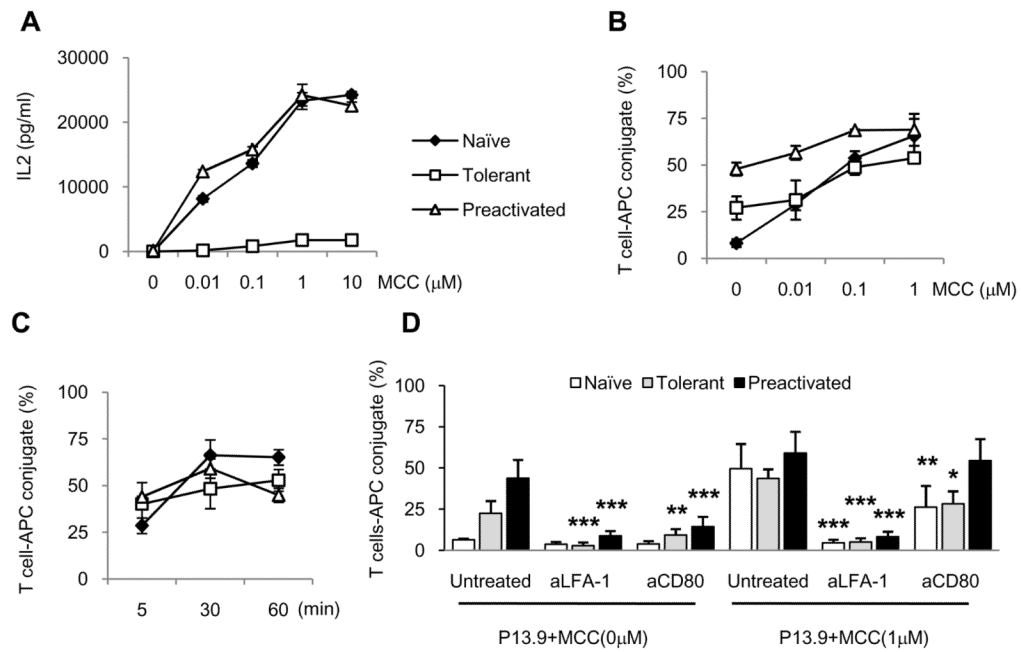 A
IL2 (pg/ml)
30000
20000
10000
0
0 0.01 0.1 1 10 MCC (μM)
Naïve
Tolerant
Preactivated
B
T cell-APC conjugate (%)
100
75
50
25
0
0 0.01 0.1 1 MCC (μM)
C
T cell-APC conjugate (%)
100
75
50
25
0
5 30 60 (min)
D
T cells-APC conjugate (%)
100
75
50
25
0
Naïve Tolerant Preactivated
*** *** ** *** *** *** *** ** *
Untreated aLFA-1 aCD80 Untreated aLFA-1 aCD80
P13.9+MCC(0μM) P13.9+MCC(1μM)